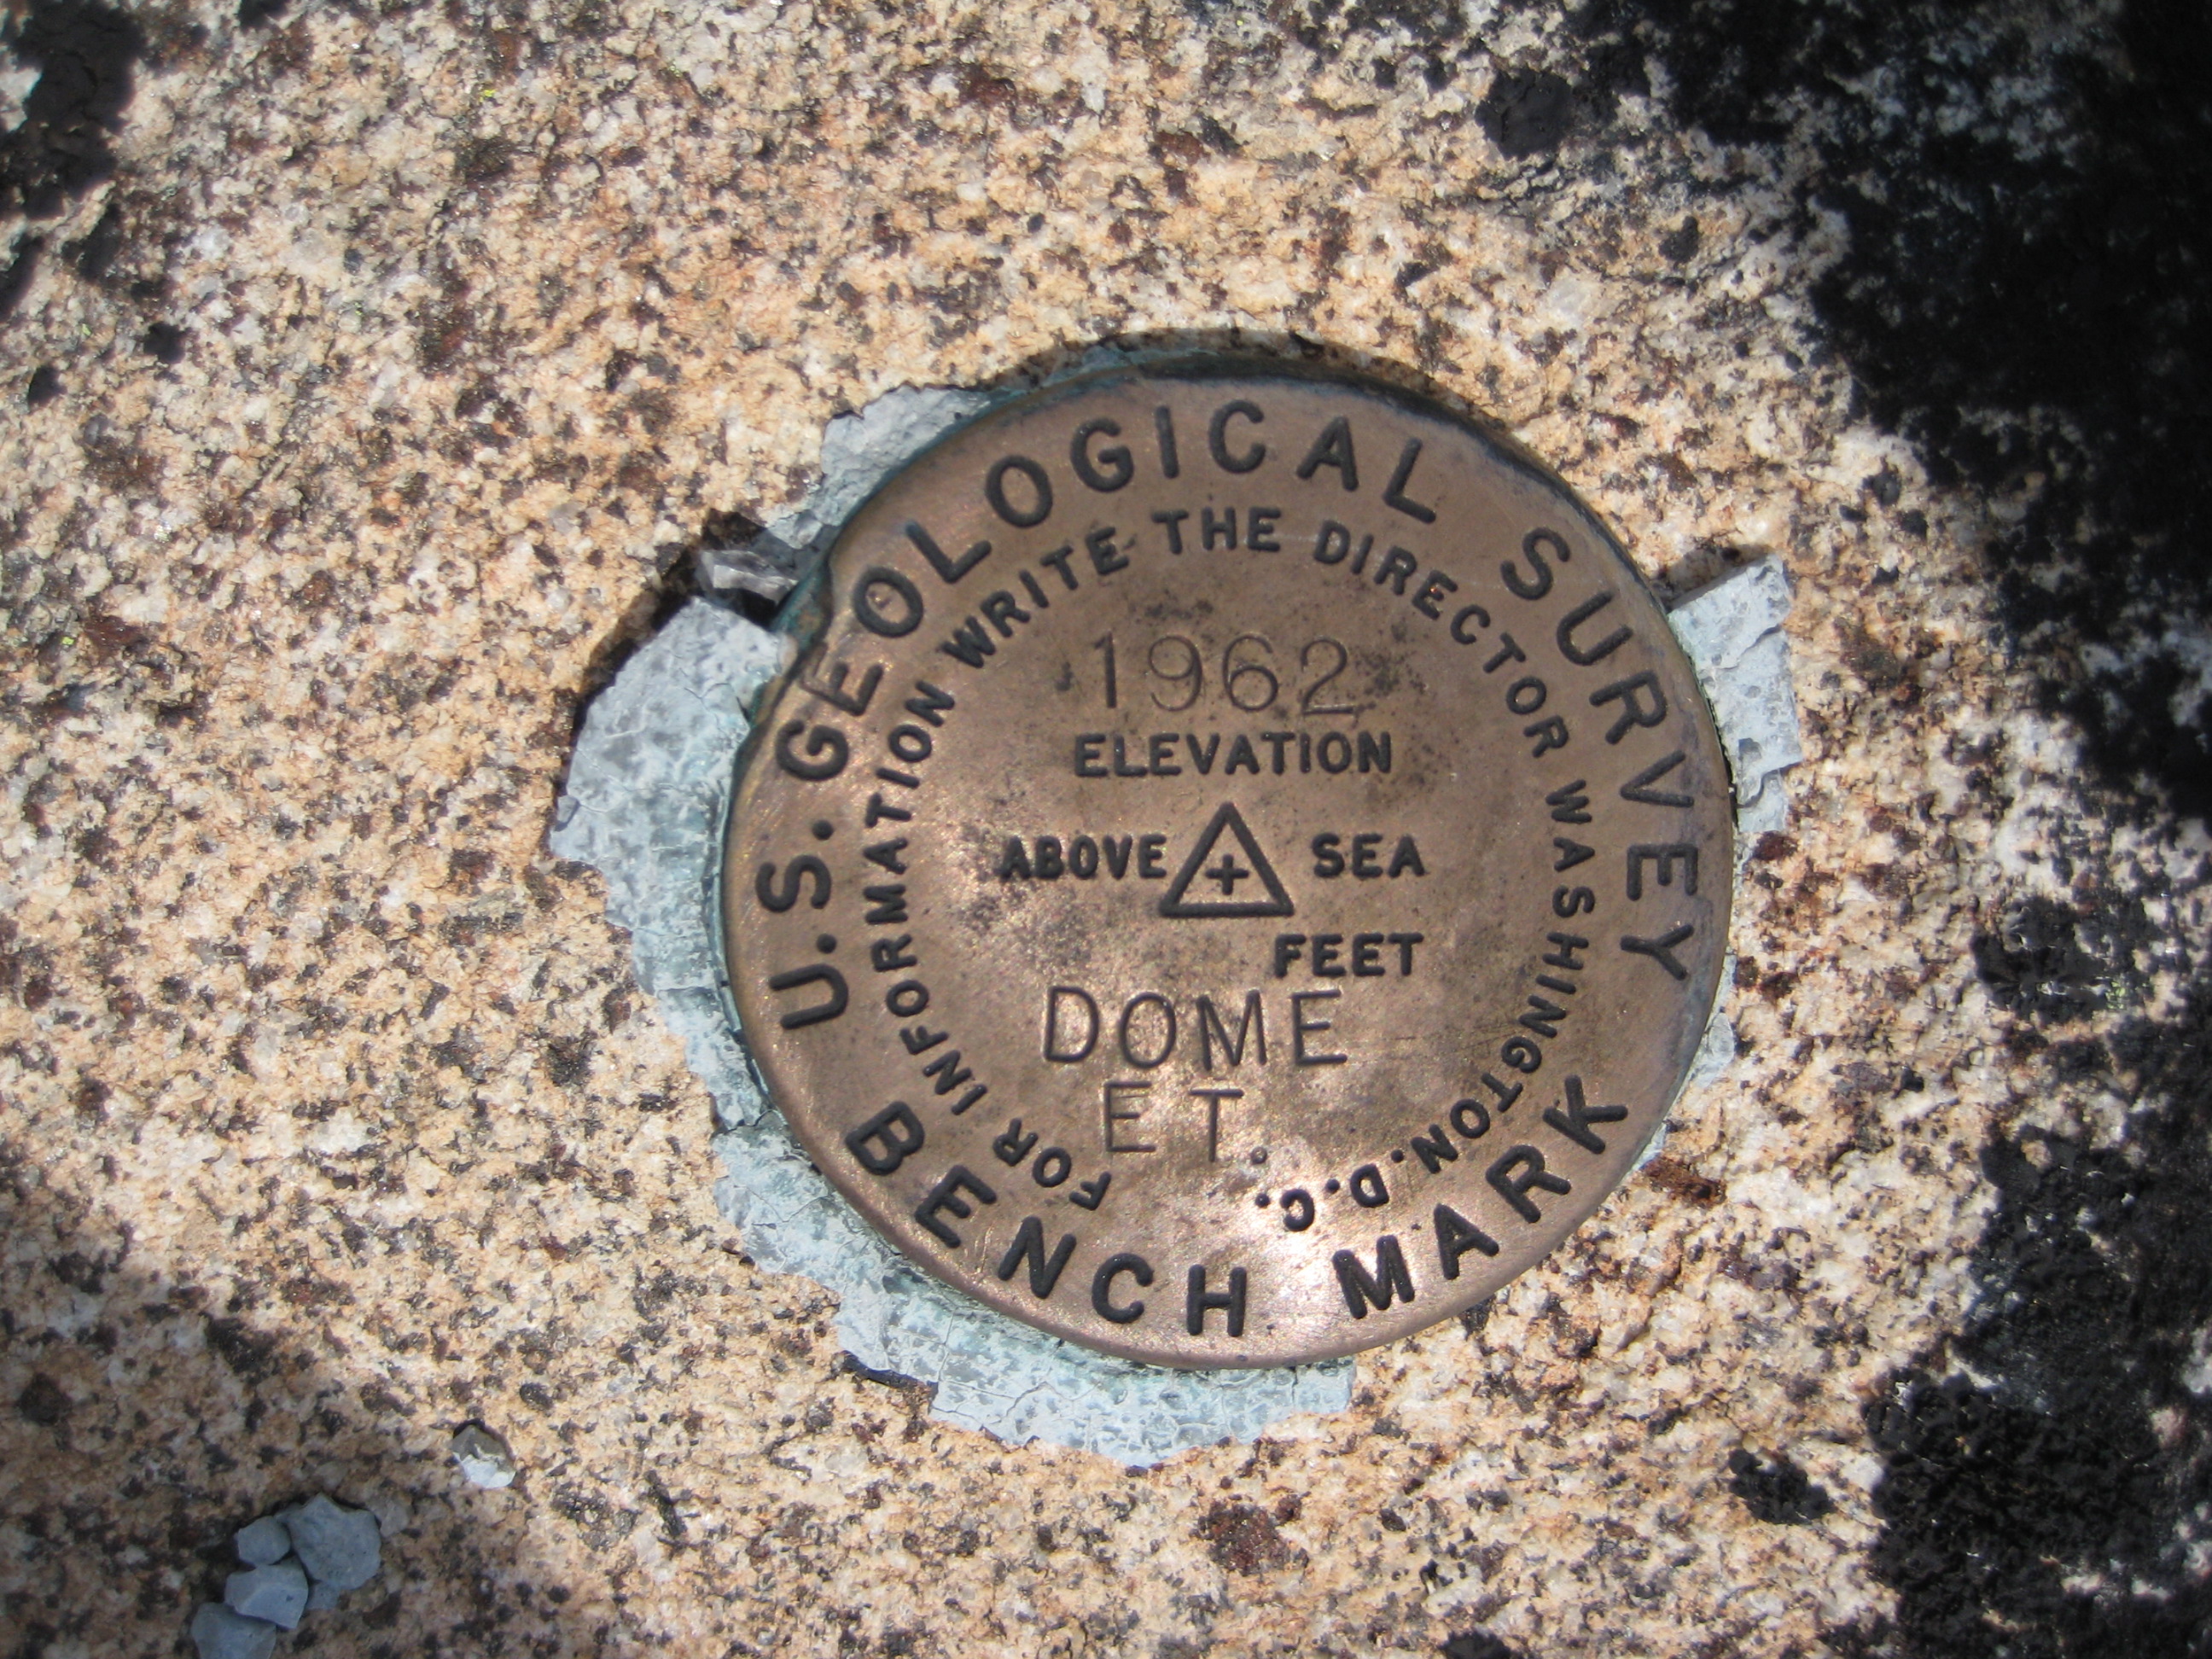 U.S. GEOLOGICAL SURVEY
FOR INFORMATION WRITE THE DIRECTOR WASHINGTON. D.C.
1962
ELEVATION
ABOVE SEA
FEET
DOME
ET.
BENCH MARK